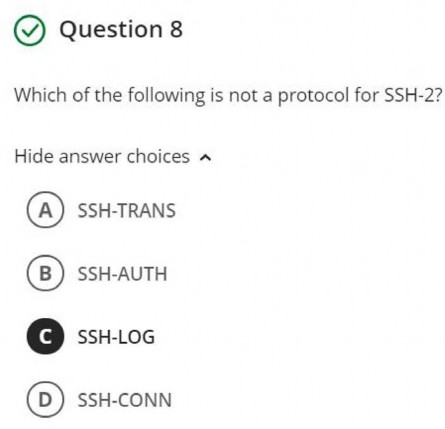 Question 8
Which of the following is not a protocol for SSH-2?
Hide answer choices
A SSH-TRANS
B SSH-AUTH
C SSH-LOG
D SSH-CONN